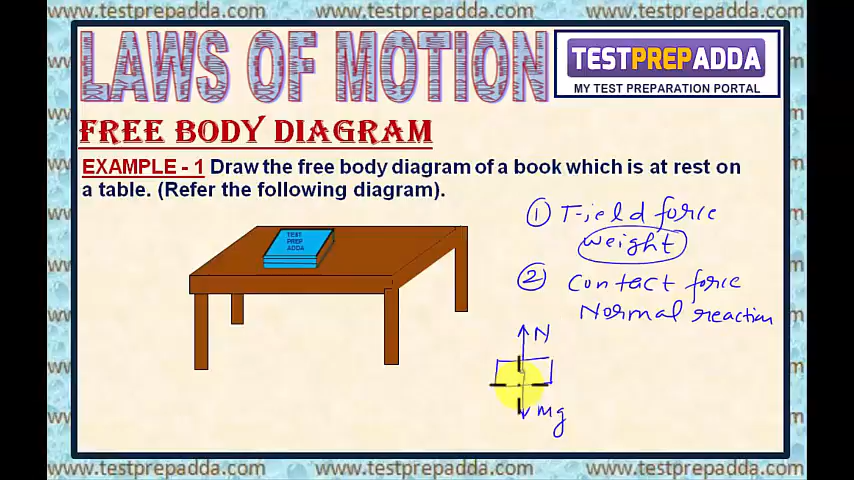 www.testprepadda.com www.testprepadda.com www.testprepadda.com
LAWS OF MOTION
TESTPREPADDA
MY TEST PREPARATION PORTAL
FREE BODY DIAGRAM
EXAMPLE - 1 Draw the free body diagram of a book which is at rest on
a table. (Refer the following diagram).
TEST
PREP
ADDA
① Field force
weight
② Contact force
Normal reaction
N
mg
www.testprepadda.com www.testprepadda.com www.testprepadda.com